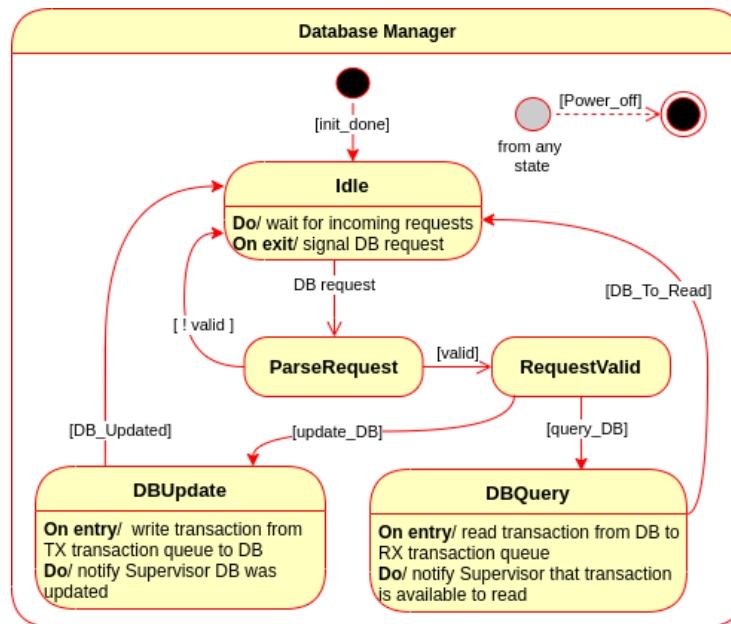 Database Manager
[init_done]
[Power_off]
from any
state
Idle
Do/ wait for incoming requests
On exit/ signal DB request
DB request
[DB_To_Read]
[ ! valid ]
ParseRequest
[valid]
RequestValid
[DB_Updated]
[update_DB]
[query_DB]
DBUpdate
On entry/  write transaction from
TX transaction queue to DB
Do/ notify Supervisor DB was
updated
DBQuery
On entry/ read transaction from DB to
RX transaction queue
Do/ notify Supervisor that transaction
is available to read